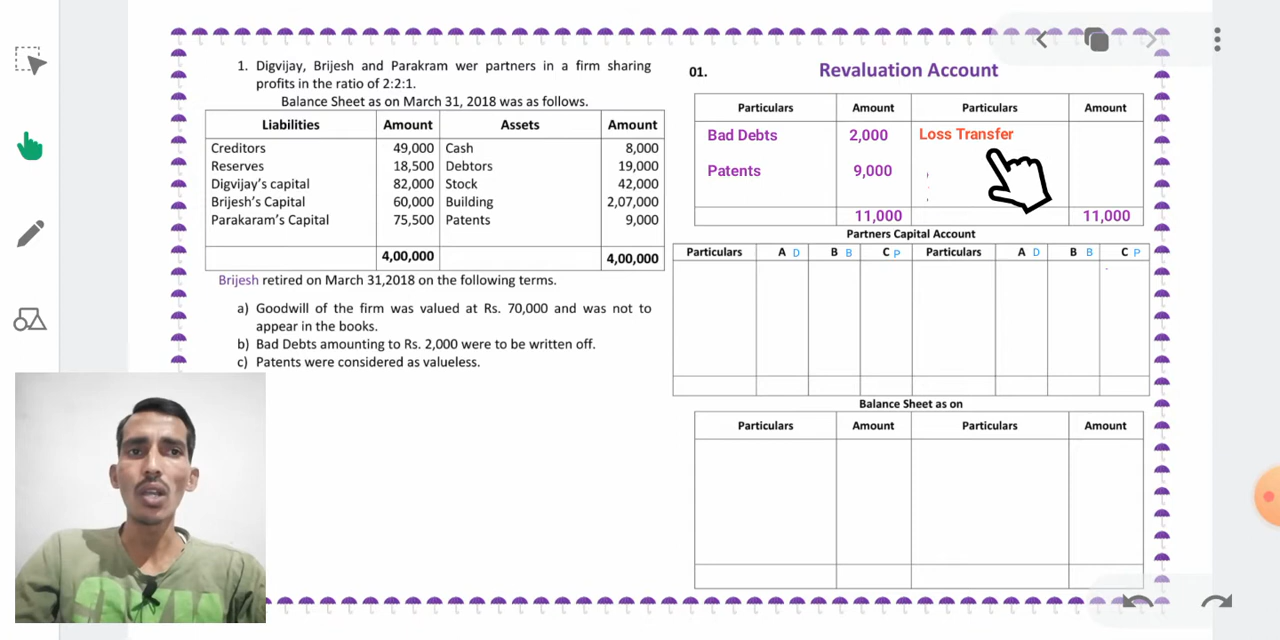 1. Digvijay, Brijesh and Parakram wer partners in a firm sharing
profits in the ratio of 2:2:1.
Balance Sheet as on March 31, 2018 was as follows.
Liabilities Amount Assets Amount
Creditors 49,000 Cash 8,000
Reserves 18,500 Debtors 19,000
Digvijay's capital 82,000 Stock 42,000
Brijesh's Capital 60,000 Building 2,07,000
Parakaram's Capital 75,500 Patents 9,000
4,00,000 4,00,000
Brijesh retired on March 31,2018 on the following terms.
a) Goodwill of the firm was valued at Rs. 70,000 and was not to
appear in the books.
b) Bad Debts amounting to Rs. 2,000 were to be written off.
c) Patents were considered as valueless.
01. Revaluation Account
Particulars Amount Particulars Amount
Bad Debts 2,000 Loss Transfer
Patents 9,000
11,000 11,000
Partners Capital Account
Particulars A D B B C P Particulars A D B B C P
Balance Sheet as on
Particulars Amount Particulars Amount